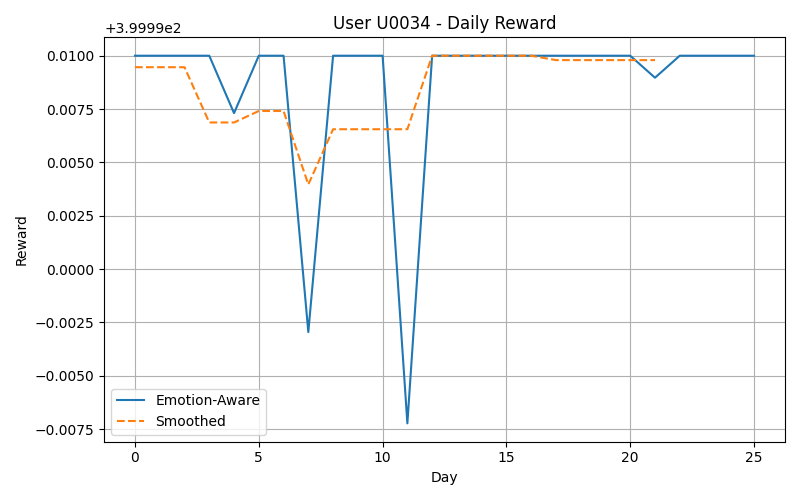 User U0034 - Daily Reward
+3.9999e2
0.0100
0.0075
0.0050
0.0025
0.0000
−0.0025
−0.0050
−0.0075
Reward
Emotion-Aware
Smoothed
0 5 10 15 20 25
Day